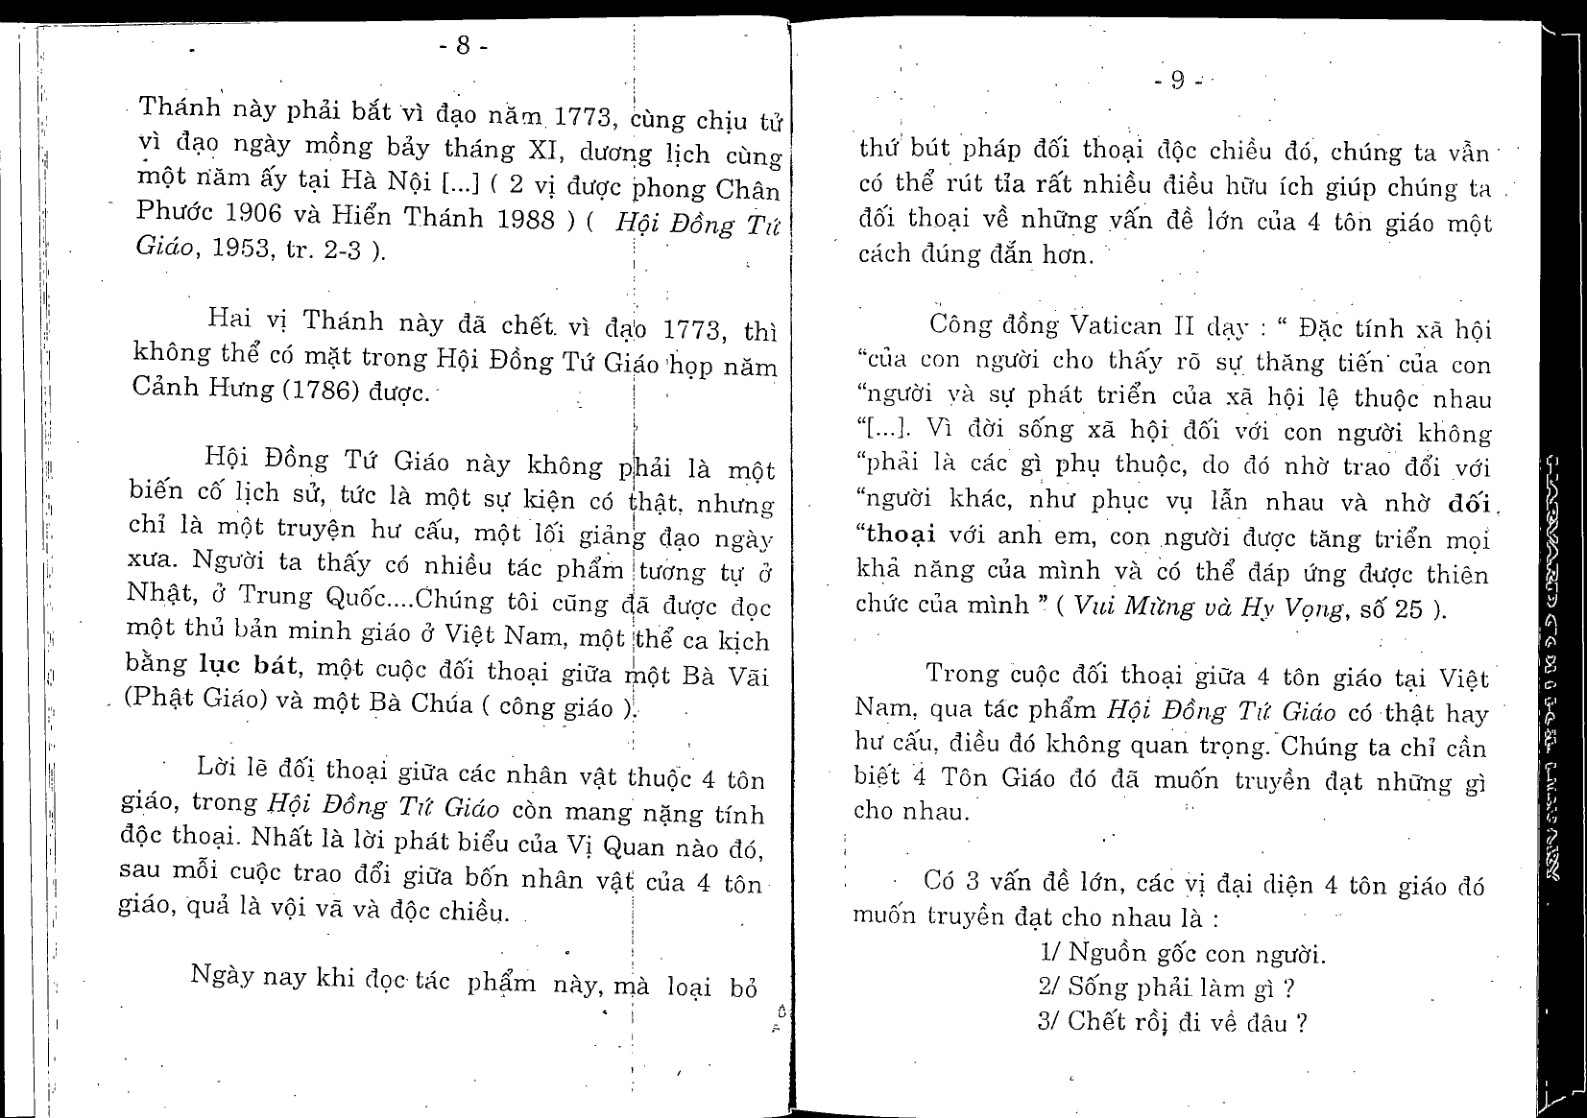 - 8 -
Thánh này phải bắt vì đạo năm 1773, cùng chịu tử
vì đạo ngày mồng bảy tháng XI, dương lịch cùng
một năm ấy tại Hà Nội [...] ( 2 vị được phong Chân
Phước 1906 và Hiển Thánh 1988 ) ( Hội Đồng Tứ
Giáo, 1953, tr. 2-3 ).
Hai vị Thánh này đã chết vì đạo 1773, thì
không thể có mặt trong Hội Đồng Tứ Giáo họp năm
Cảnh Hưng (1786) được.
Hội Đồng Tứ Giáo này không phải là một
biến cố lịch sử, tức là một sự kiện có thật, nhưng
chỉ là một truyện hư cấu, một lối giảng đạo ngày
xưa. Người ta thấy có nhiều tác phẩm tương tự ở
Nhật, ở Trung Quốc....Chúng tôi cũng đã được đọc
một thủ bản minh giáo ở Việt Nam, một thể ca kịch
bằng lục bát, một cuộc đối thoại giữa một Bà Vãi
(Phật Giáo) và một Bà Chúa ( công giáo ).
Lời lẽ đối thoại giữa các nhân vật thuộc 4 tôn
giáo, trong Hội Đồng Tứ Giáo còn mang nặng tính
độc thoại. Nhất là lời phát biểu của Vị Quan nào đó,
sau mỗi cuộc trao đổi giữa bốn nhân vật của 4 tôn
giáo, quả là vội vã và độc chiều.
Ngày nay khi đọc tác phẩm này, mà loại bỏ
- 9 -
thứ bút pháp đối thoại độc chiều đó, chúng ta vẫn
có thể rút tỉa rất nhiều điều hữu ích giúp chúng ta
đối thoại về những vấn đề lớn của 4 tôn giáo một
cách đúng đắn hơn.
Công đồng Vatican II dạy : “ Đặc tính xã hội
“của con người cho thấy rõ sự thăng tiến của con
“người và sự phát triển của xã hội lệ thuộc nhau
“[...]. Vì đời sống xã hội đối với con người không
“phải là các gì phụ thuộc, do đó nhờ trao đổi với
“người khác, như phục vụ lẫn nhau và nhờ đối
“thoại với anh em, con người được tăng triển mọi
khả năng của mình và có thể đáp ứng được thiên
chức của mình ” ( Vui Mừng và Hy Vọng, số 25 ).
Trong cuộc đối thoại giữa 4 tôn giáo tại Việt
Nam, qua tác phẩm Hội Đồng Tứ Giáo có thật hay
hư cấu, điều đó không quan trọng. Chúng ta chỉ cần
biết 4 Tôn Giáo đó đã muốn truyền đạt những gì
cho nhau.
Có 3 vấn đề lớn, các vị đại diện 4 tôn giáo đó
muốn truyền đạt cho nhau là :
1/ Nguồn gốc con người.
2/ Sống phải làm gì ?
3/ Chết rồi đi về đâu ?